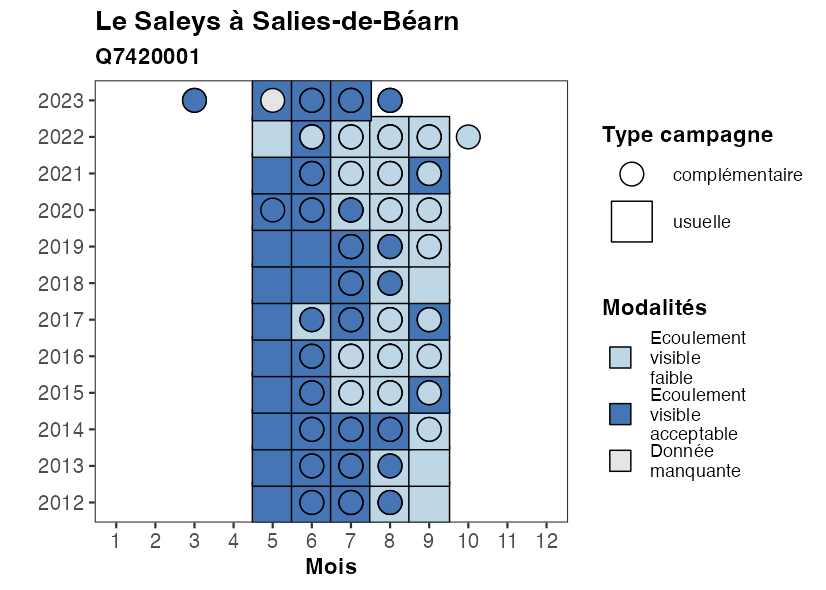 Le Saleys à Salies-de-Béarn
Q7420001
2023
2022
2021
2020
2019
2018
2017
2016
2015
2014
2013
2012
1 2 3 4 5 6 7 8 9 10 11 12
Mois
Type campagne
complémentaire
usuelle
Modalités
Ecoulement
visible
faible
Ecoulement
visible
acceptable
Donnée
manquante